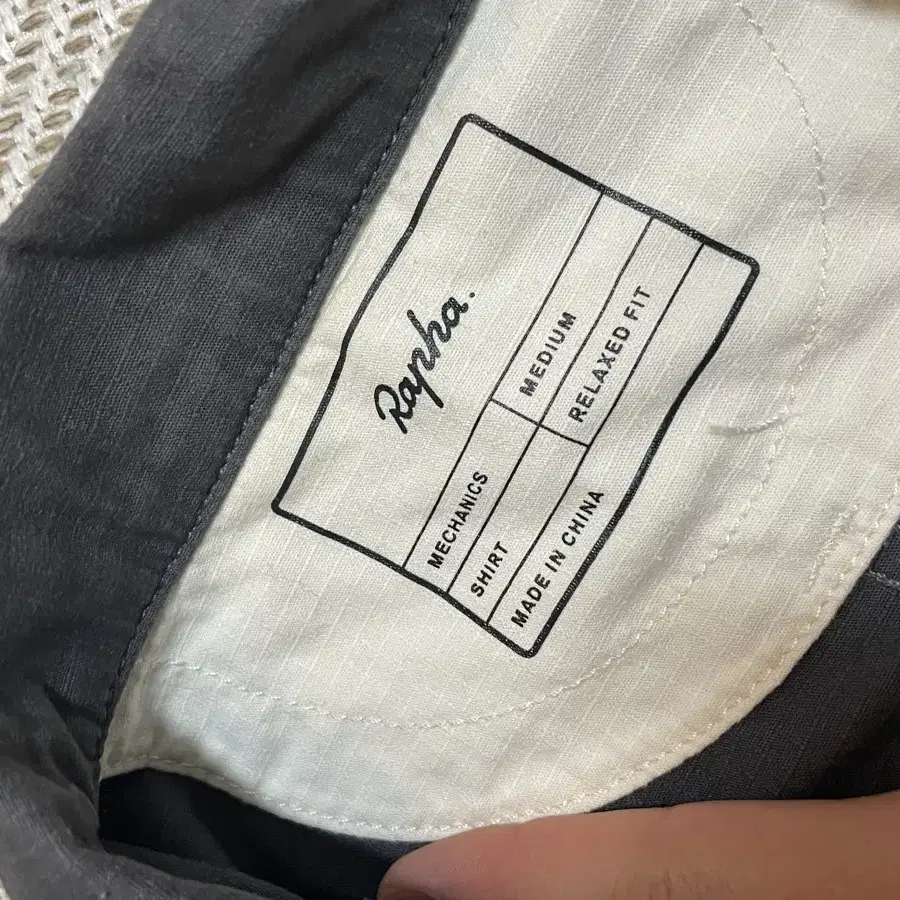 Rapha.
MECHANICS MEDIUM
SHIRT RELAXED FIT
MADE IN CHINA